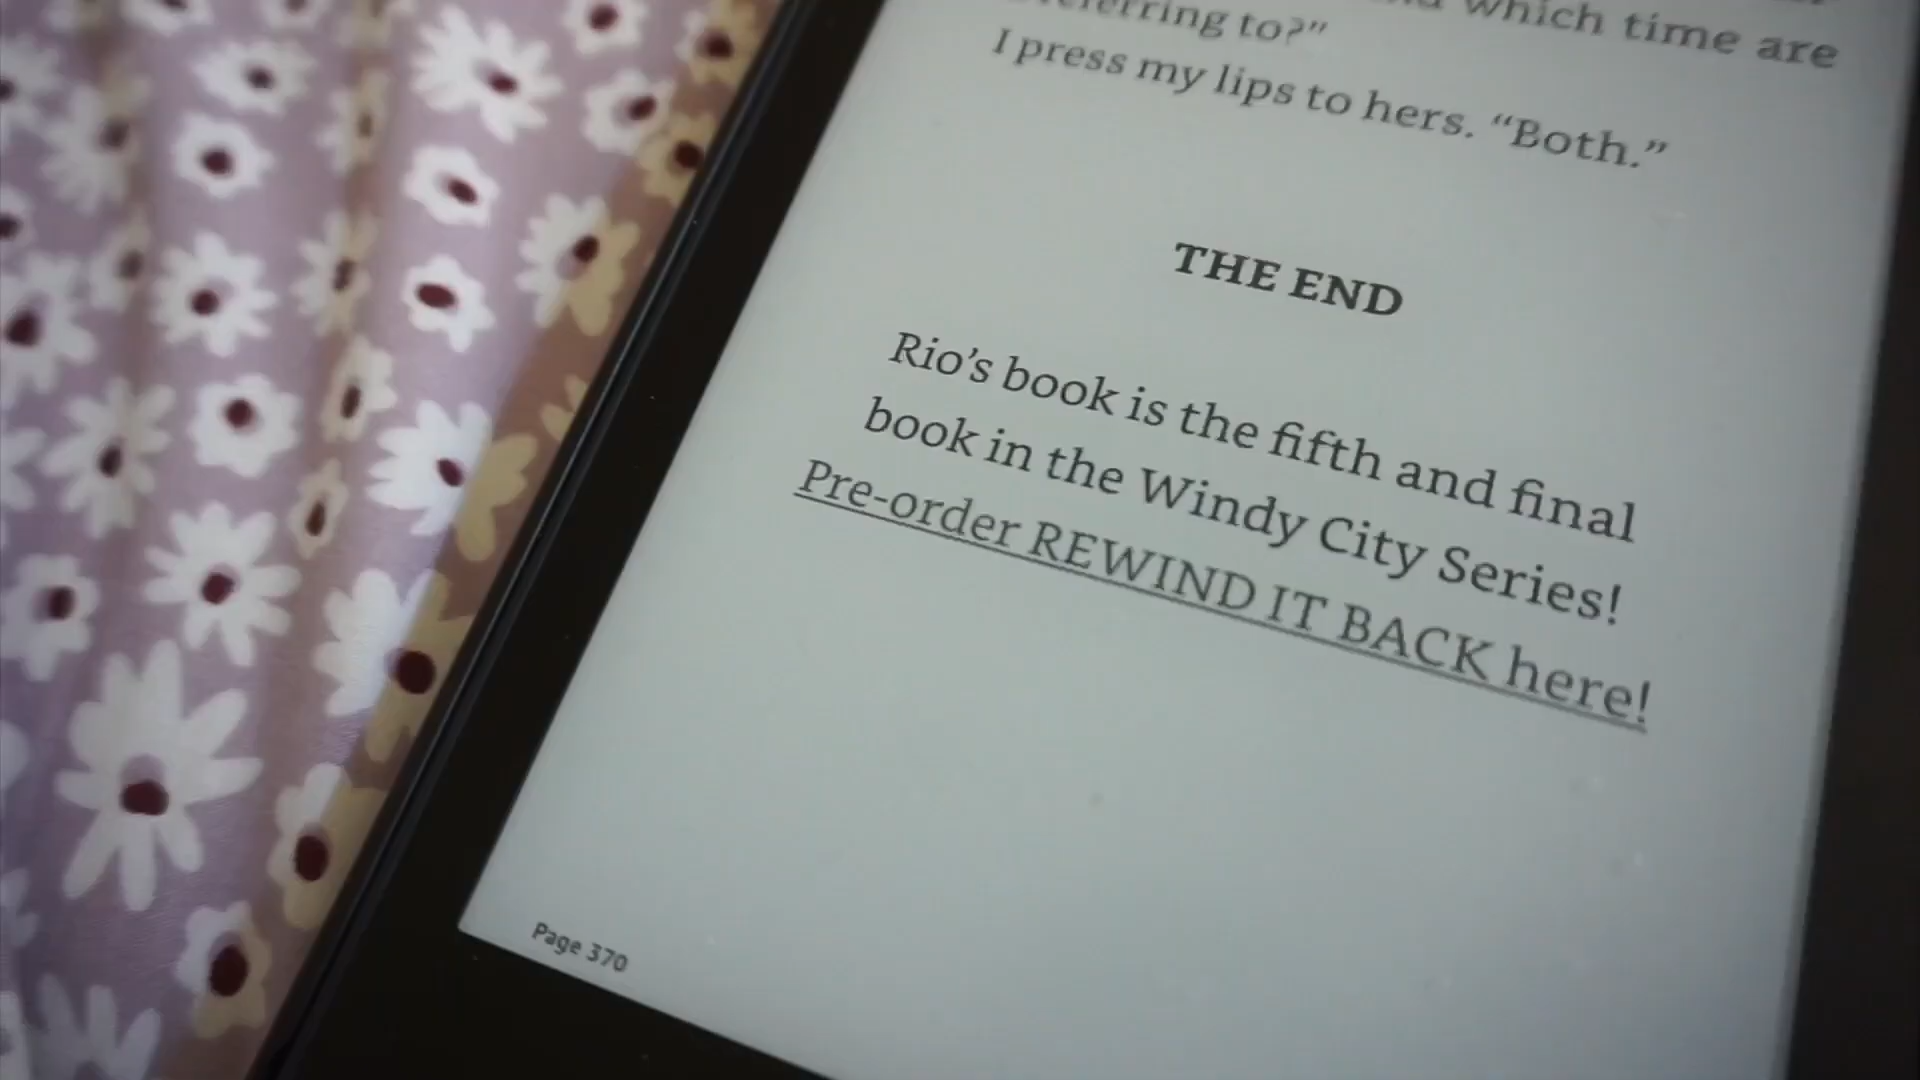 which time are
referring to?”
I press my lips to hers. “Both.”
THE END
Rio’s book is the fifth and final
book in the Windy City Series!
Pre-order REWIND IT BACK here!
Page 370